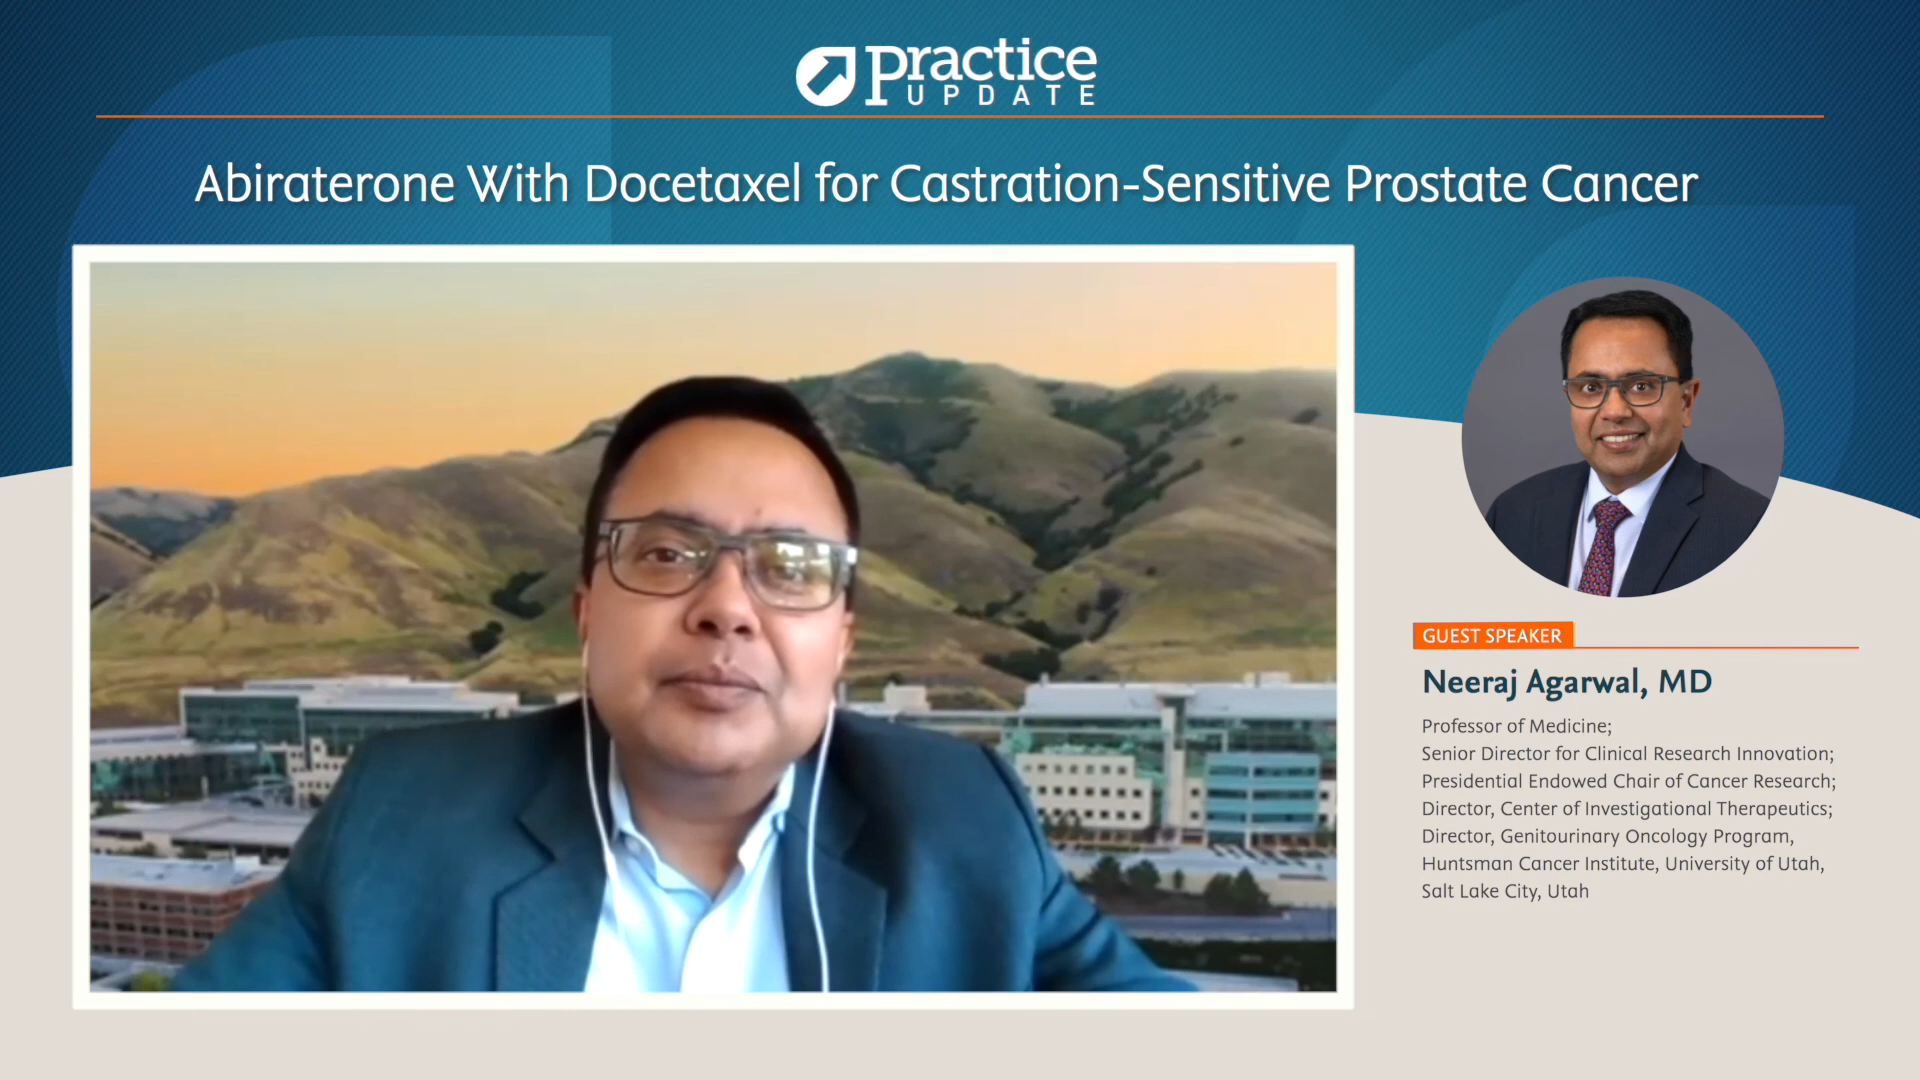 Practice
UPDATE
Abiraterone With Docetaxel for Castration-Sensitive Prostate Cancer
GUEST SPEAKER
Neeraj Agarwal, MD
Professor of Medicine;
Senior Director for Clinical Research Innovation;
Presidential Endowed Chair of Cancer Research;
Director, Center of Investigational Therapeutics;
Director, Genitourinary Oncology Program,
Huntsman Cancer Institute, University of Utah,
Salt Lake City, Utah